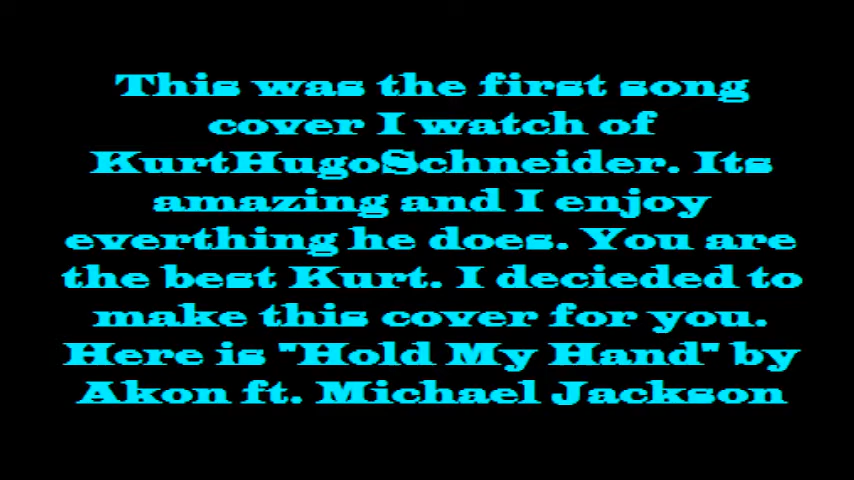 This was the first song
cover I watch of
KurtHugoSchneider. Its
amazing and I enjoy
everthing he does. You are
the best Kurt. I decieded to
make this cover for you.
Here is "Hold My Hand" by
Akon ft. Michael Jackson